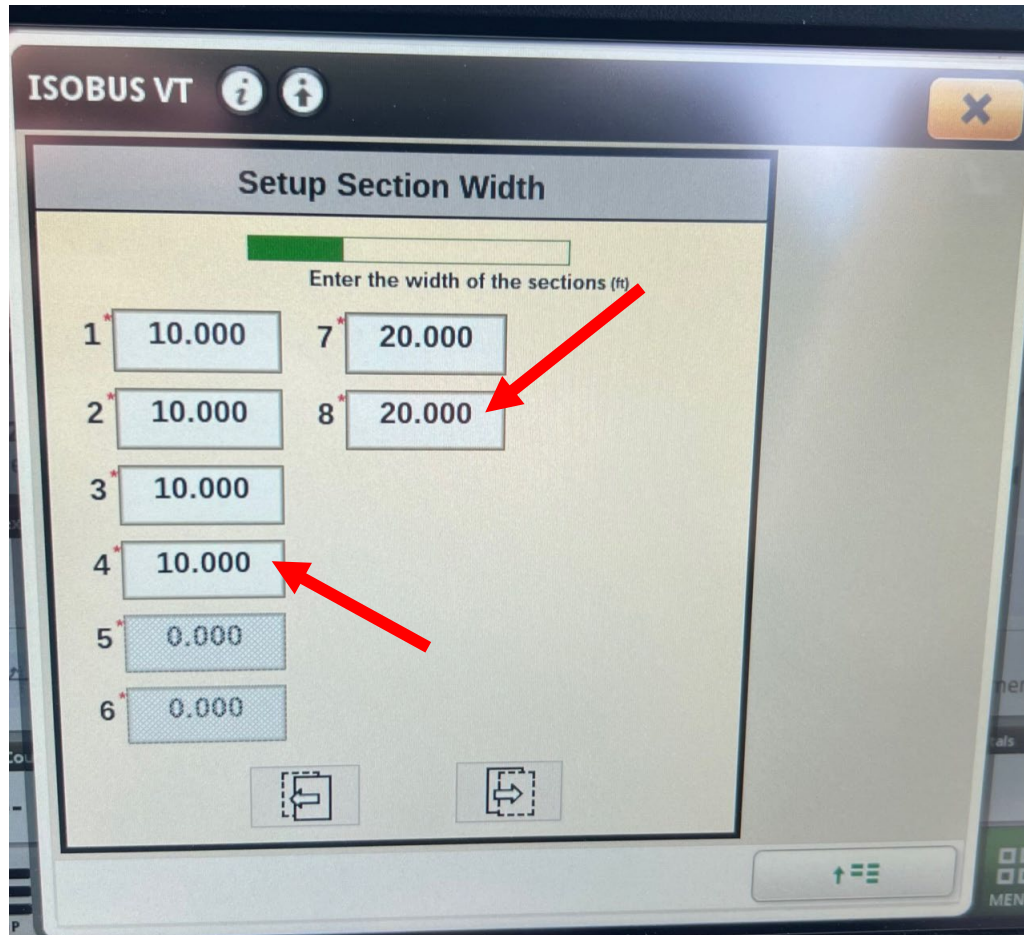 ISOBUS VT
Setup Section Width
Enter the width of the sections (ft)
1* 10.000
7* 20.000
2* 10.000
8* 20.000
3* 10.000
4* 10.000
5* 0.000
6* 0.000
MEN